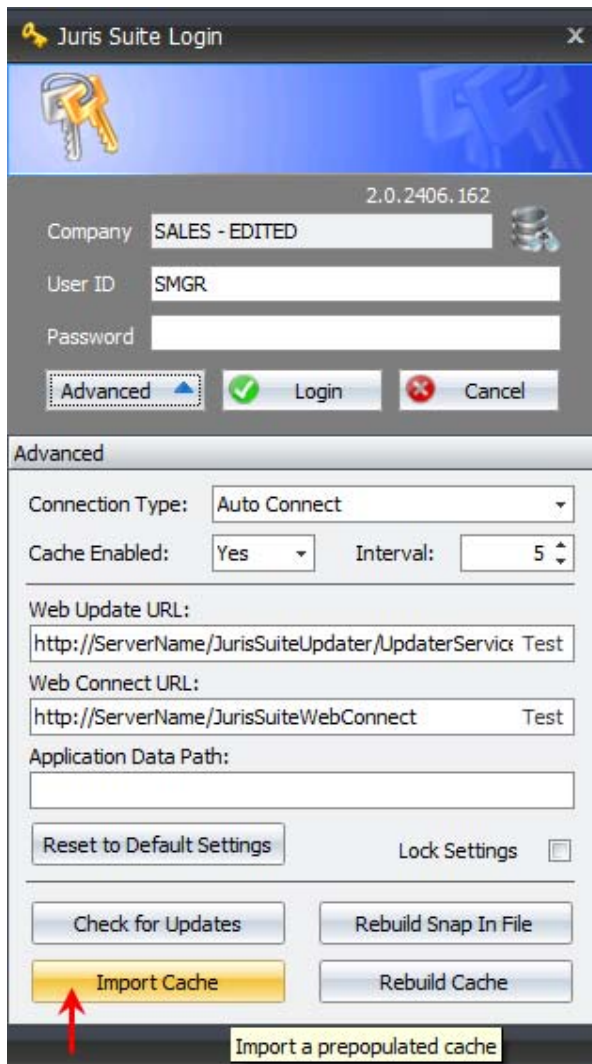 Juris Suite Login x
2.0.2406.162
Company SALES - EDITED
User ID SMGR
Password
Advanced Login Cancel
Advanced
Connection Type: Auto Connect
Cache Enabled: Yes Interval: 5
Web Update URL:
http://ServerName/JurisSuiteUpdater/UpdaterService Test
Web Connect URL:
http://ServerName/JurisSuiteWebConnect Test
Application Data Path:
Reset to Default Settings Lock Settings
Check for Updates Rebuild Snap In File
Import Cache Rebuild Cache
Import a prepopulated cache